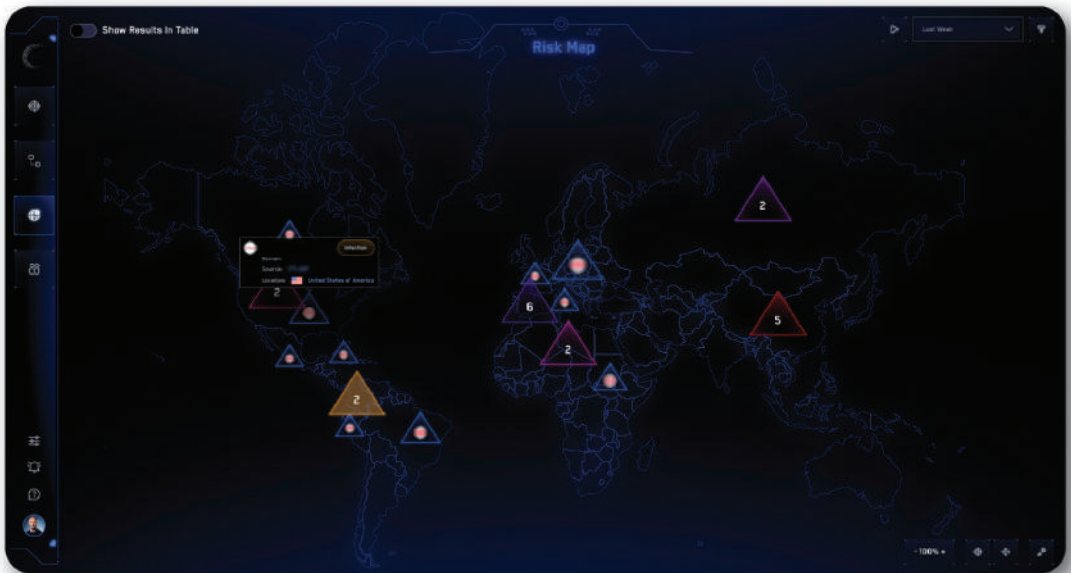 Show Results In Table
Risk Map
Last Week
2
Source:
Location: United States of America
2
6
5
2
2
- 100% +